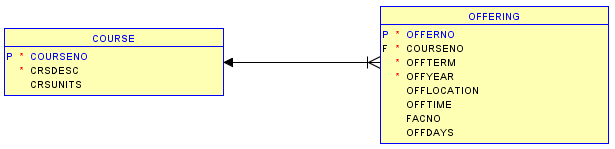 COURSE
P * COURSENO
* CRSDESC
CRSUNITS
OFFERING
P * OFFERNO
F * COURSENO
* OFFTERM
* OFFYEAR
OFFLOCATION
OFFTIME
FACNO
OFFDAYS